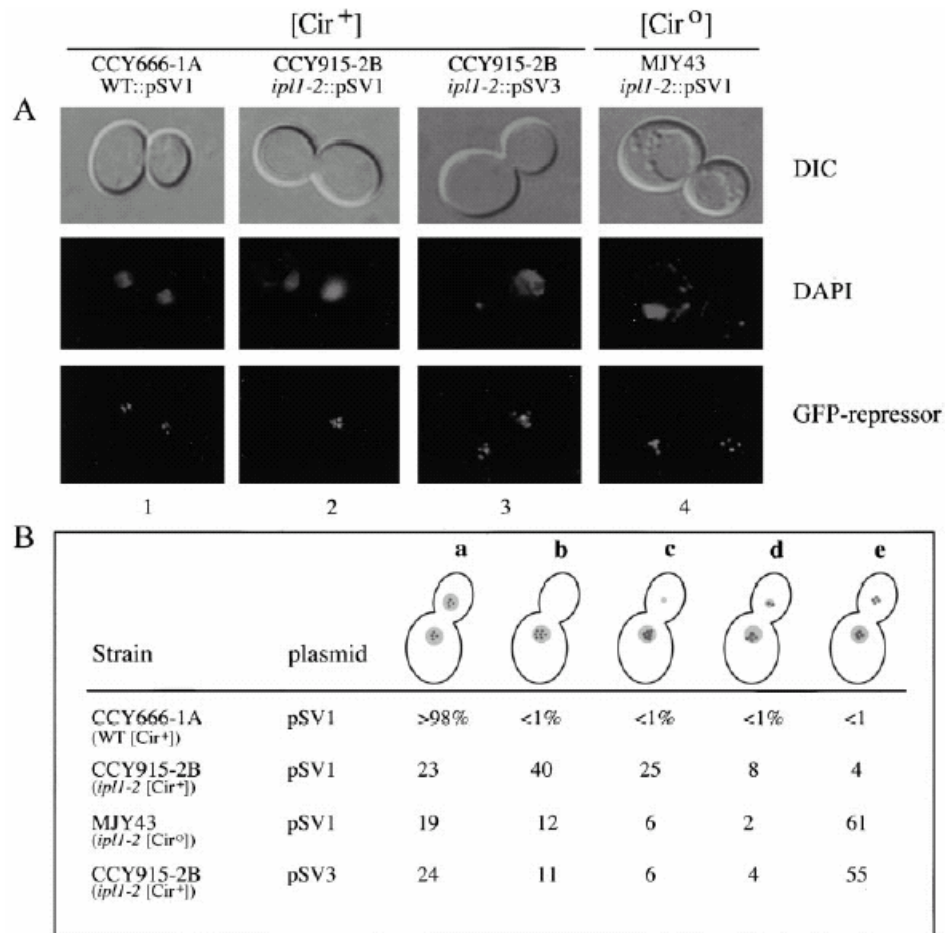 [Cir+] [Ciro]
CCY666-1A CCY915-2B CCY915-2B MJY43
WT::pSV1 ipl1-2::pSV1 ipl1-2::pSV3 ipl1-2::pSV1
A
DIC
DAPI
GFP-repressor
1 2 3 4
B
a b c d e
Strain plasmid
CCY666-1A pSV1 >98% <1% <1% <1% <1
(WT [Cir+])
CCY915-2B pSV1 23 40 25 8 4
(ipl1-2 [Cir+])
MJY43 pSV1 19 12 6 2 61
(ipl1-2 [Ciro])
CCY915-2B pSV3 24 11 6 4 55
(ipl1-2 [Cir+])